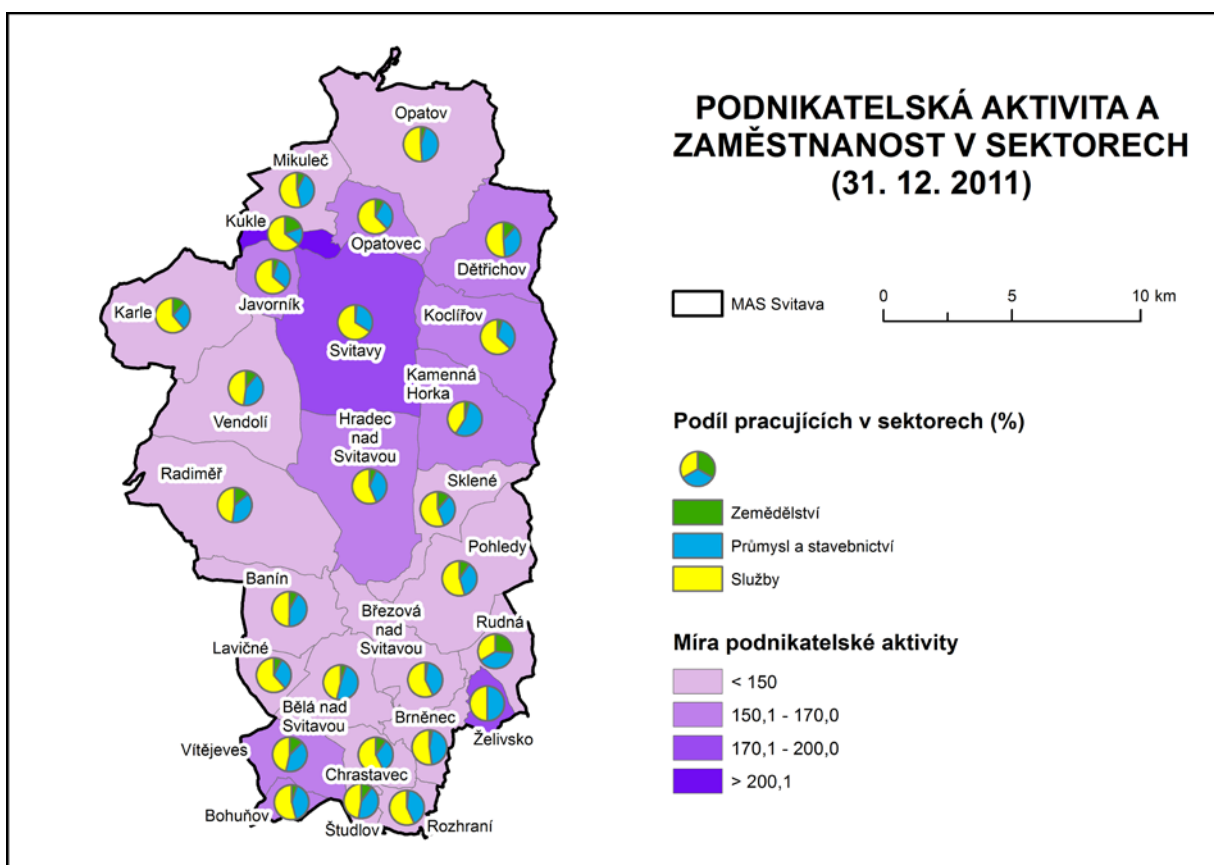 PODNIKATELSKÁ AKTIVITA A
ZAMĚSTNANOST V SEKTORECH
(31. 12. 2011)
MAS Svitava
0 5 10 km
Podíl pracujících v sektorech (%)
Zemědělství
Průmysl a stavebnictví
Služby
Míra podnikatelské aktivity
< 150
150,1 - 170,0
170,1 - 200,0
> 200,1
Opatov
Mikuleč
Kukle
Opatovec
Dětřichov
Javorník
Karle
Svitavy
Koclířov
Kamenná
Horka
Vendolí
Hradec
nad
Svitavou
Radiměř
Sklené
Pohledy
Banín
Březová
nad
Svitavou
Rudná
Lavičné
Bělá nad
Svitavou
Brněnec
Želivsko
Vítějeves
Chrastavec
Bohuňov
Študlov
Rozhraní